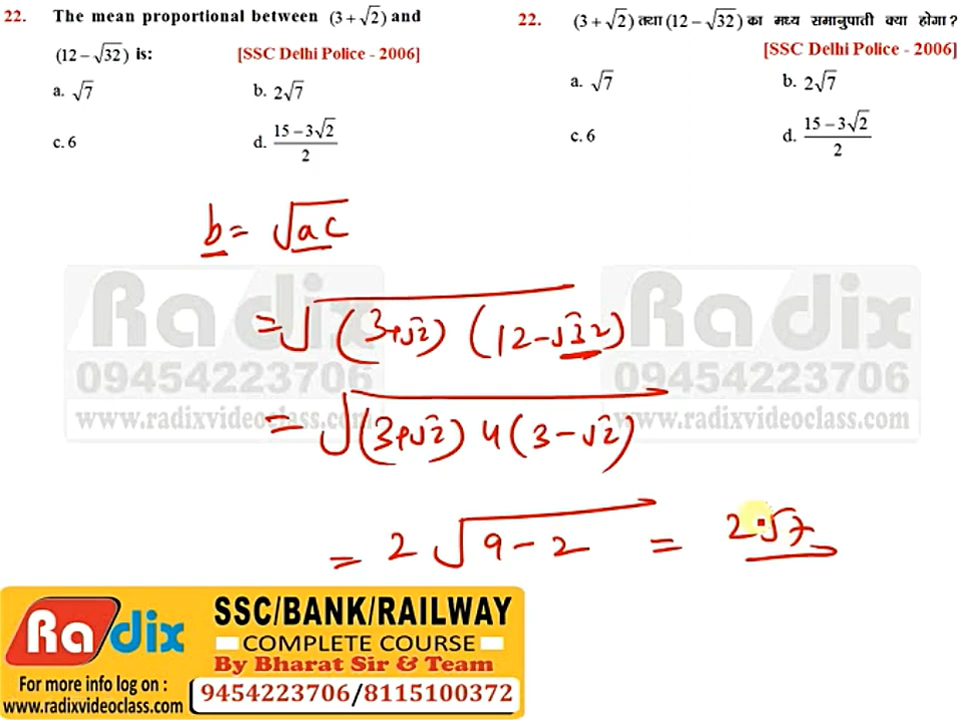 22. The mean proportional between (3 + √2) and
(12 – √32) is: [SSC Delhi Police - 2006]
a. √7 b. 2√7
c. 6 d. (15 – 3√2)/2
22. (3 + √2) तथा (12 – √32) का मध्य समानुपाती क्या होगा ?
[SSC Delhi Police - 2006]
a. √7 b. 2√7
c. 6 d. (15 – 3√2)/2
b = √ac
= √(3+√2) (12-√32)
= √(3+√2) 4 (3-√2)
= 2 √9-2 = 2√7
Radix
09454223706
www.radixvideoclass.com
Radix
09454223706
www.radixvideoclass.com
Radix
For more info log on :
www.radixvideoclass.com
SSC/BANK/RAILWAY
COMPLETE COURSE
By Bharat Sir & Team
9454223706/8115100372